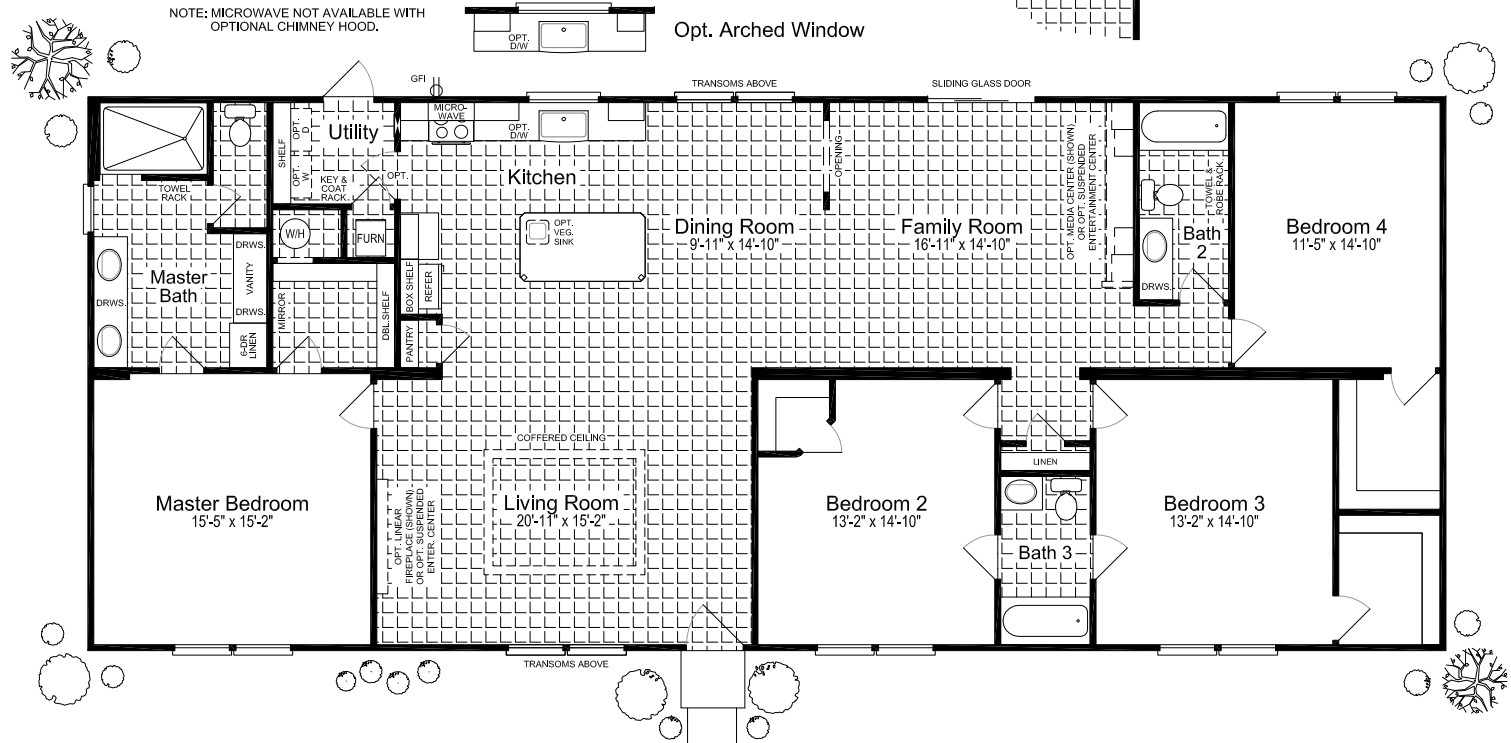 NOTE: MICROWAVE NOT AVAILABLE WITH
OPTIONAL CHIMNEY HOOD.
OPT.
D/W
Opt. Arched Window
GFI
TRANSOMS ABOVE
SLIDING GLASS DOOR
SHELF
OPT.
D
OPT.
W
Utility
KEY &
COAT
RACK
OPT.
MICRO-
WAVE
OPT.
D/W
Kitchen
OPT.
VEG.
SINK
Dining Room
9'-11" x 14'-10"
OPENING
Family Room
16'-11" x 14'-10"
OPT. MEDIA CENTER (SHOWN)
OR OPT. SUSPENDED
ENTERTAINMENT CENTER
TOWEL &
ROBE RACK
Bath
2
DRWS.
Bedroom 4
11'-5" x 14'-10"
TOWEL
RACK
W/H
FURN
DRWS.
VANITY
DRWS.
Master
Bath
DRWS.
6-DR
LINEN
MIRROR
DBL.SHELF
BOX SHELF
REFER
PANTRY
COFFERED CEILING
Master Bedroom
15'-5" x 15'-2"
OPT. LINEAR
FIREPLACE (SHOWN)
OR OPT. SUSPENDED
ENTER. CENTER
Living Room
20'-11" x 15'-2"
Bedroom 2
13'-2" x 14'-10"
LINEN
Bath 3
Bedroom 3
13'-2" x 14'-10"
TRANSOMS ABOVE